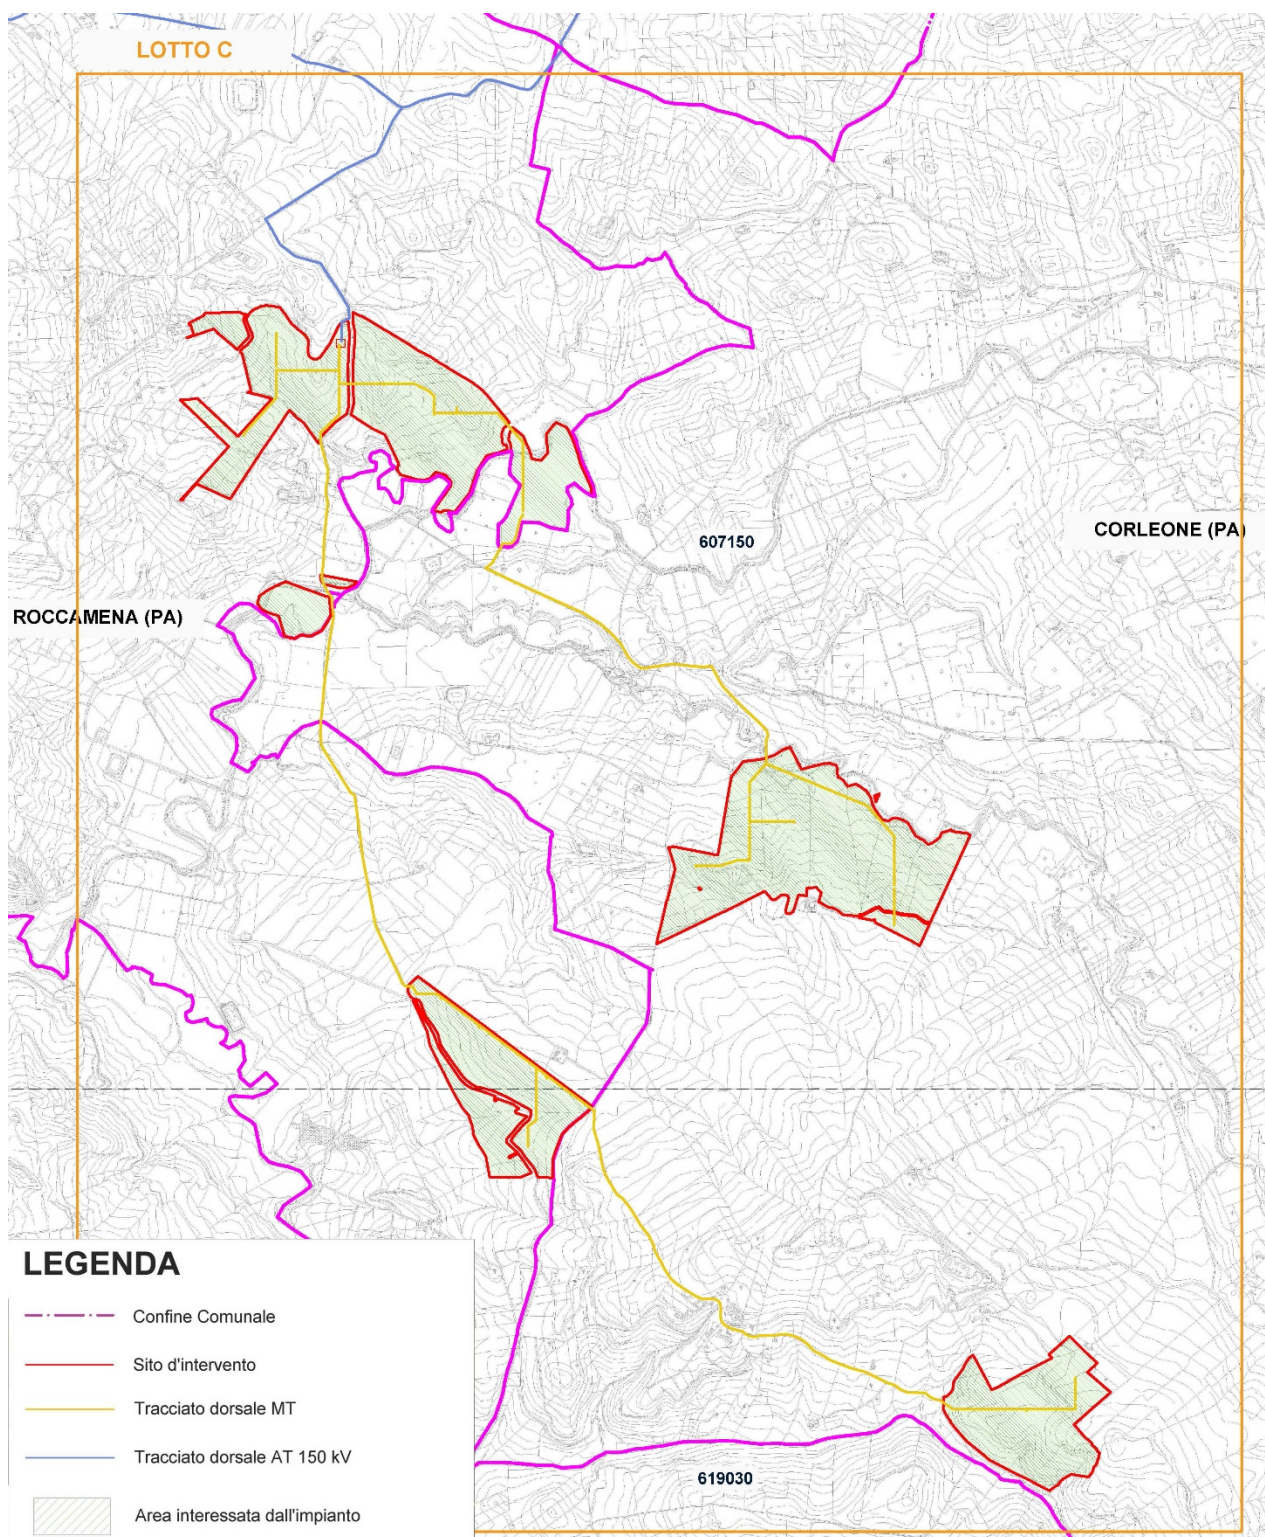 LOTTO C
CORLEONE (PA)
607150
ROCCAMENA (PA)
LEGENDA
Confine Comunale
Sito d'intervento
Tracciato dorsale MT
Tracciato dorsale AT 150 kV
Area interessata dall'impianto
619030